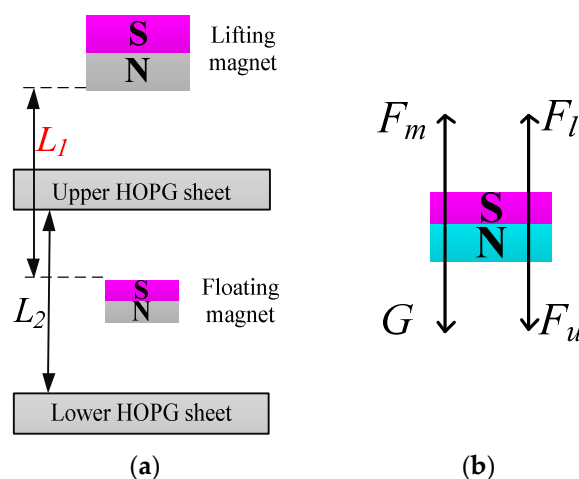 S
N
Lifting
magnet
L1
Upper HOPG sheet
L2
S
N
Floating
magnet
Lower HOPG sheet
(a)
Fm
Fl
S
N
G
Fu
(b)